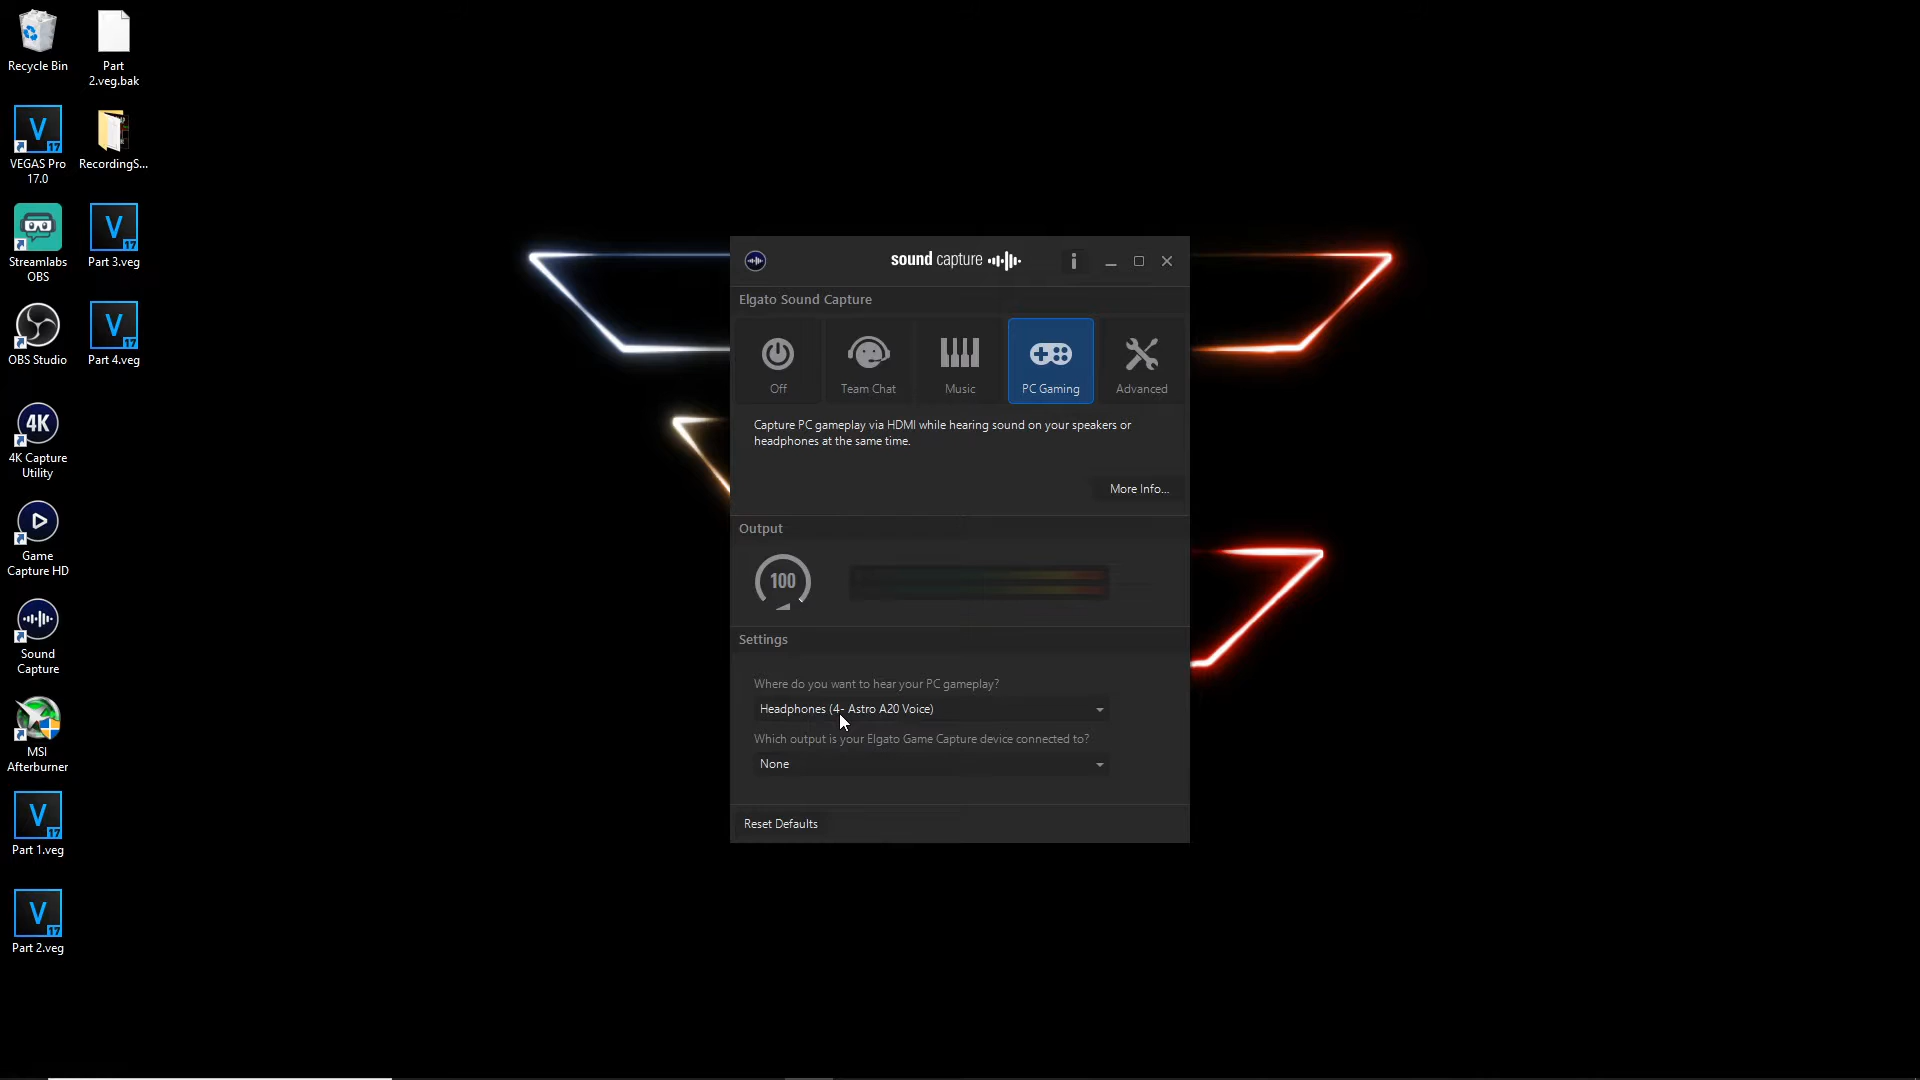 Recycle Bin
Part
2.veg.bak
VEGAS Pro
17.0
RecordingS...
Streamlabs
OBS
Part 3.veg
OBS Studio
Part 4.veg
4K
4K Capture
Utility
Game
Capture HD
Sound
Capture
MSI
Afterburner
Part 1.veg
Part 2.veg
V
17
V
17
V
17
V
17
V
17
sound capture
i
Elgato Sound Capture
Off
Team Chat
Music
PC Gaming
Advanced
Capture PC gameplay via HDMI while hearing sound on your speakers or
headphones at the same time.
More Info...
Output
100
Settings
Where do you want to hear your PC gameplay?
Headphones (4- Astro A20 Voice)
Which output is your Elgato Game Capture device connected to?
None
Reset Defaults